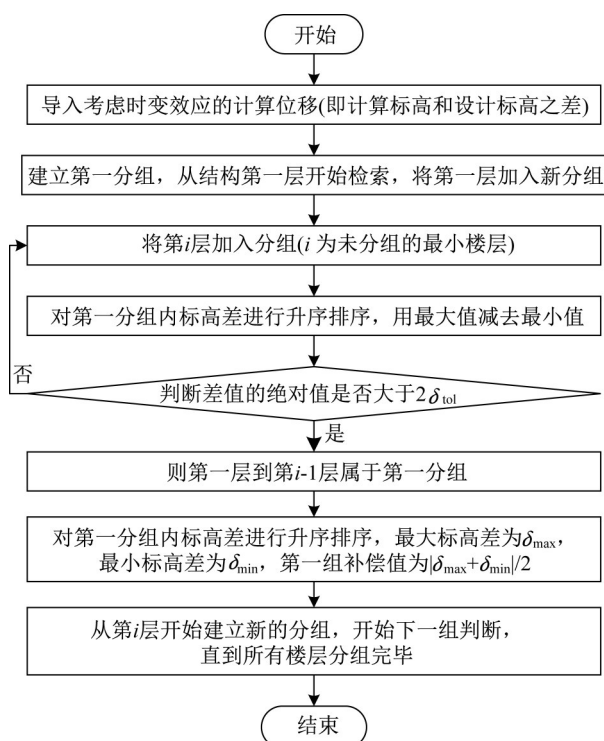 开始
导入考虑时变效应的计算位移(即计算标高和设计标高之差)
建立第一分组，从结构第一层开始检索，将第一层加入新分组
将第i层加入分组(i 为未分组的最小楼层)
对第一分组内标高差进行升序排序，用最大值减去最小值
否
判断差值的绝对值是否大于2δtol
是
则第一层到第i-1层属于第一分组
对第一分组内标高差进行升序排序，最大标高差为δmax，
最小标高差为δmin，第一组补偿值为|δmax+δmin|/2
从第i层开始建立新的分组，开始下一组判断，
直到所有楼层分组完毕
结束